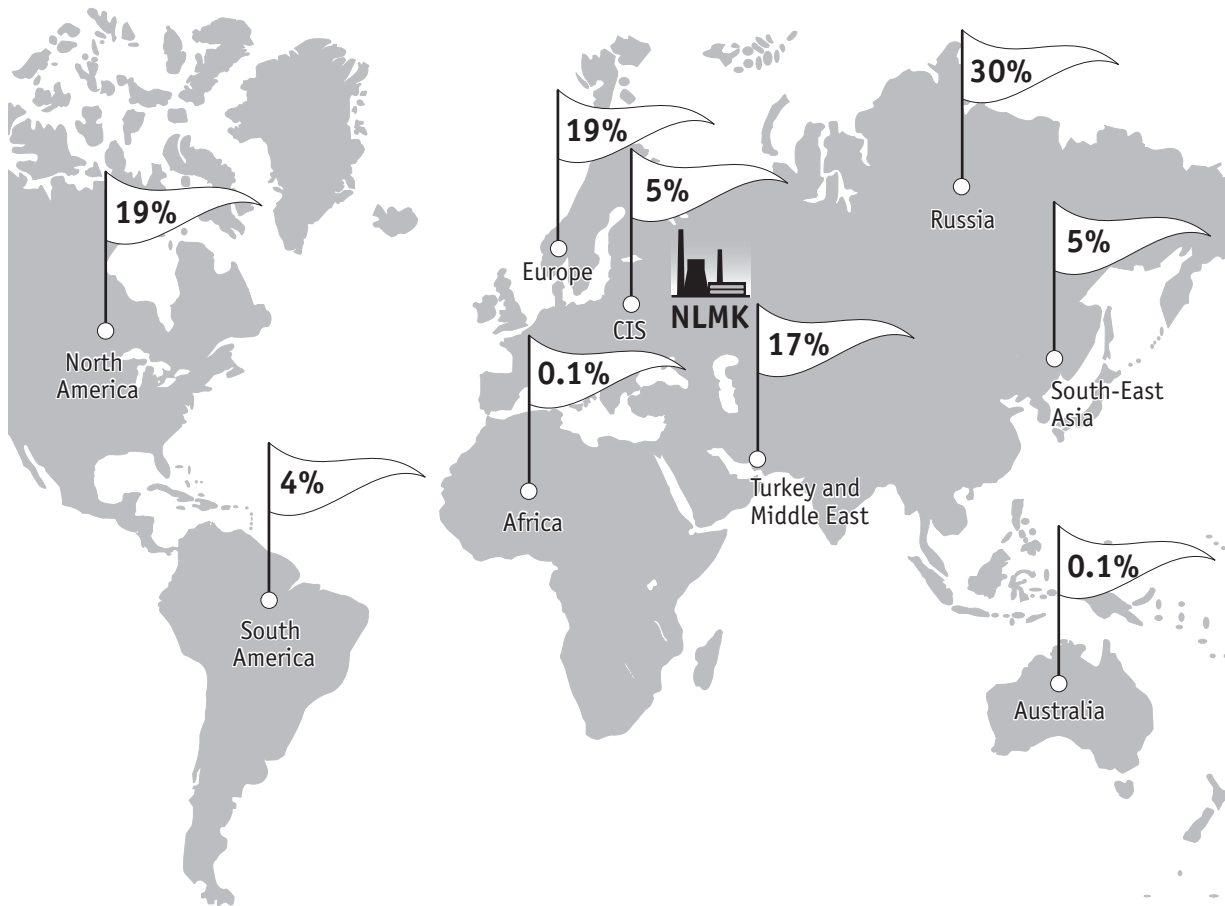 30%
Russia
19%
Europe
5%
CIS
NLMK
19%
North
America
5%
South-East
Asia
17%
Turkey and
Middle East
0.1%
Africa
4%
South
America
0.1%
Australia